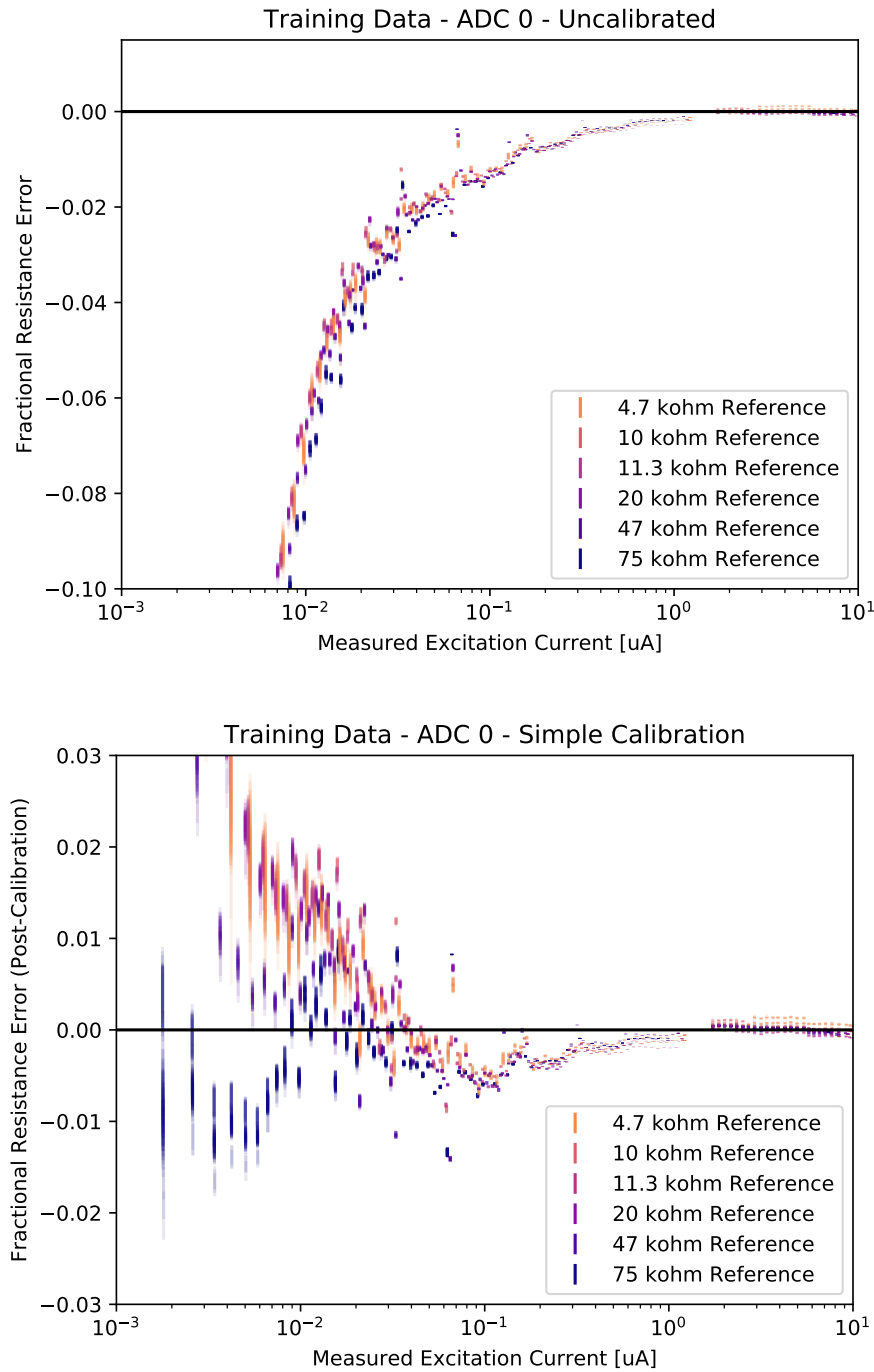 Training Data - ADC 0 - Uncalibrated
Fractional Resistance Error
0.00
−0.02
−0.04
−0.06
−0.08
−0.10
4.7 kohm Reference
10 kohm Reference
11.3 kohm Reference
20 kohm Reference
47 kohm Reference
75 kohm Reference
10⁻³ 10⁻² 10⁻¹ 10⁰ 10¹
Measured Excitation Current [uA]
Training Data - ADC 0 - Simple Calibration
Fractional Resistance Error (Post-Calibration)
0.03
0.02
0.01
0.00
−0.01
−0.02
−0.03
4.7 kohm Reference
10 kohm Reference
11.3 kohm Reference
20 kohm Reference
47 kohm Reference
75 kohm Reference
10⁻³ 10⁻² 10⁻¹ 10⁰ 10¹
Measured Excitation Current [uA]